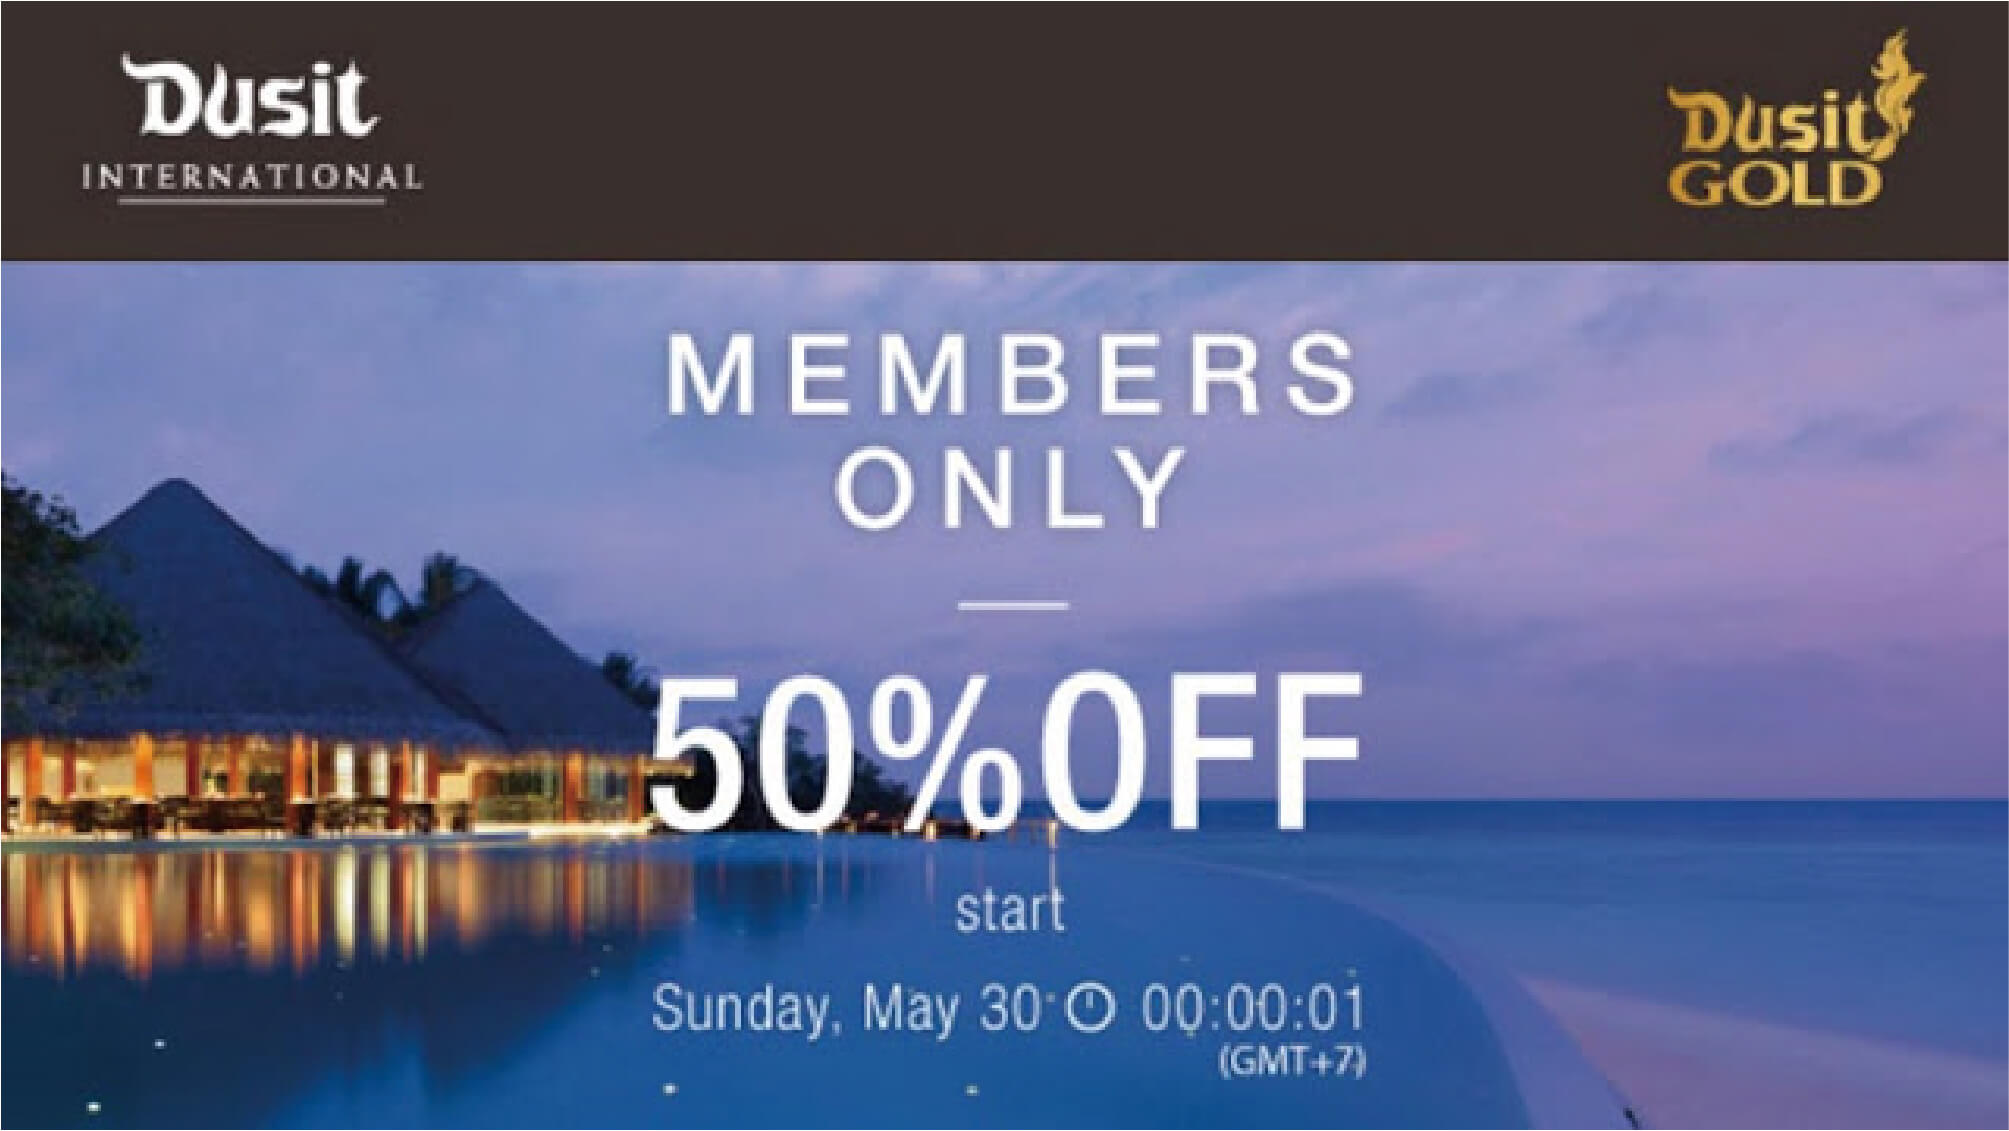 Dusit
INTERNATIONAL
Dusit
GOLD
MEMBERS
ONLY
50%OFF
start
Sunday, May 30 00:00:01
(GMT+7)